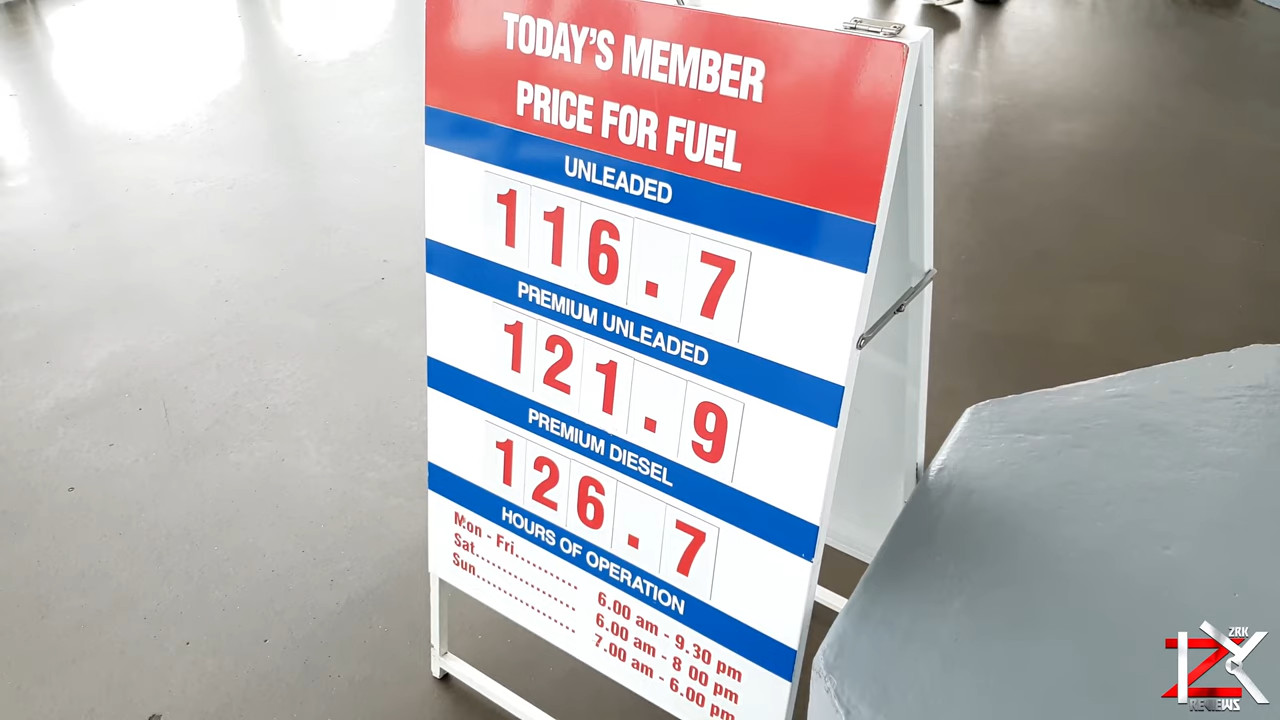 TODAY'S MEMBER
PRICE FOR FUEL
UNLEADED
116.7
PREMIUM UNLEADED
121.9
PREMIUM DIESEL
126.7
HOURS OF OPERATION
Mon - Fri............ 6.00 am - 9.30 pm
Sat.................. 6.00 am - 8 00 pm
Sun.................. 7.00 am - 6.00 pm
ZRK
REVIEWS